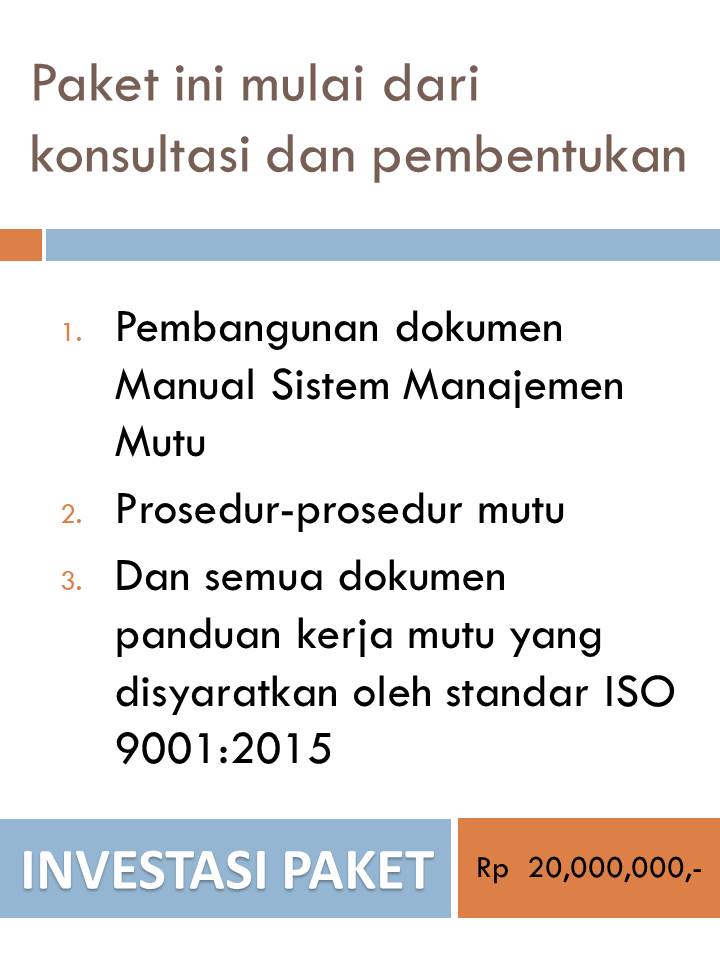 Paket ini mulai dari
konsultasi dan pembentukan
1. Pembangunan dokumen
Manual Sistem Manajemen
Mutu
2. Prosedur-prosedur mutu
3. Dan semua dokumen
panduan kerja mutu yang
disyaratkan oleh standar ISO
9001:2015
INVESTASI PAKET
Rp 20,000,000,-